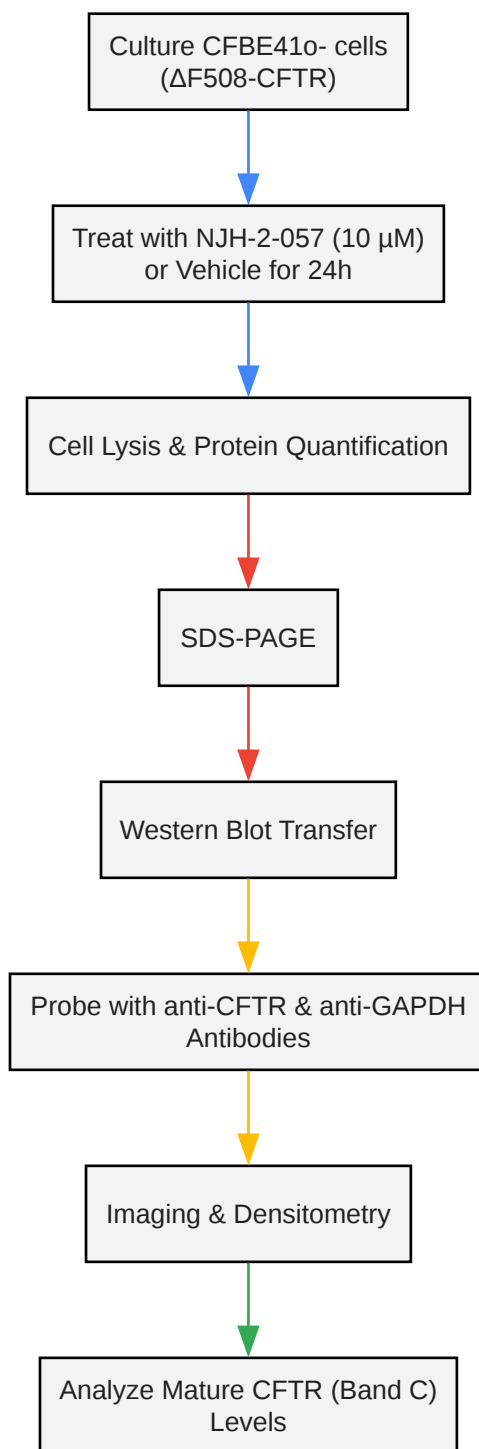 Culture CFBE41o- cells
(ΔF508-CFTR)
Treat with NJH-2-057 (10 µM)
or Vehicle for 24h
Cell Lysis & Protein Quantification
SDS-PAGE
Western Blot Transfer
Probe with anti-CFTR & anti-GAPDH
Antibodies
Imaging & Densitometry
Analyze Mature CFTR (Band C)
Levels